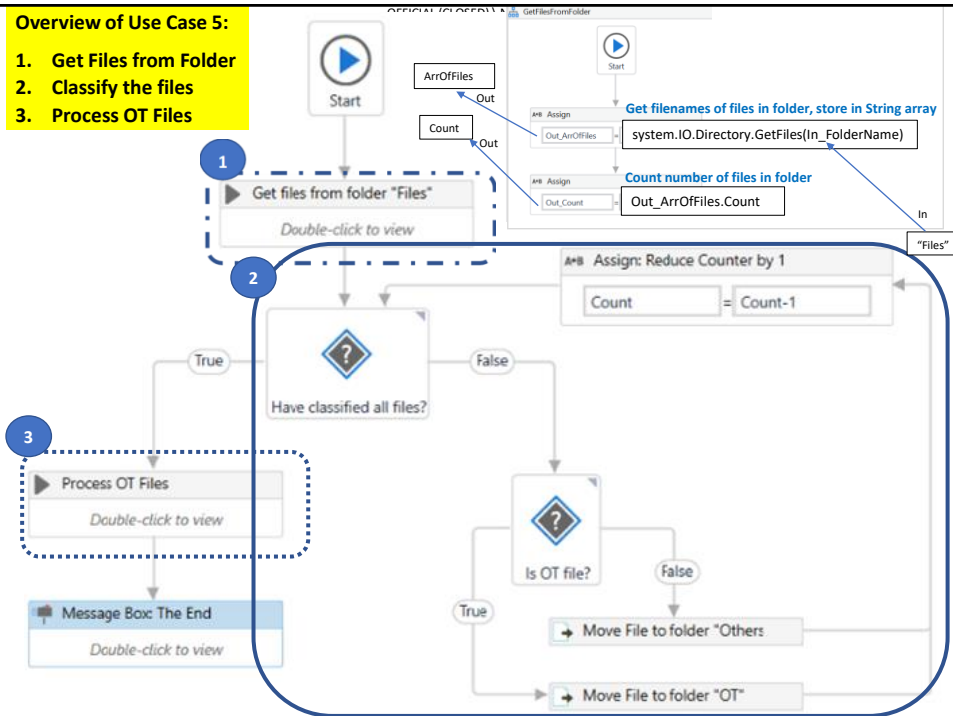 Overview of Use Case 5:
1. Get Files from Folder
2. Classify the files
3. Process OT Files
Start
GetFilesFromFolder
Start
ArrOfFiles
Out
Count
Out
Get filenames of files in folder, store in String array
A+B Assign
Out_ArrOfFiles = system.IO.Directory.GetFiles(In_FolderName)
Count number of files in folder
A+B Assign
Out_Count = Out_ArrOfFiles.Count
In
"Files"
1
Get files from folder "Files"
Double-click to view
2
A+B Assign: Reduce Counter by 1
Count = Count-1
True
False
Have classified all files?
3
Process OT Files
Double-click to view
Is OT file?
False
True
Message Box: The End
Double-click to view
Move File to folder "Others
Move File to folder "OT"